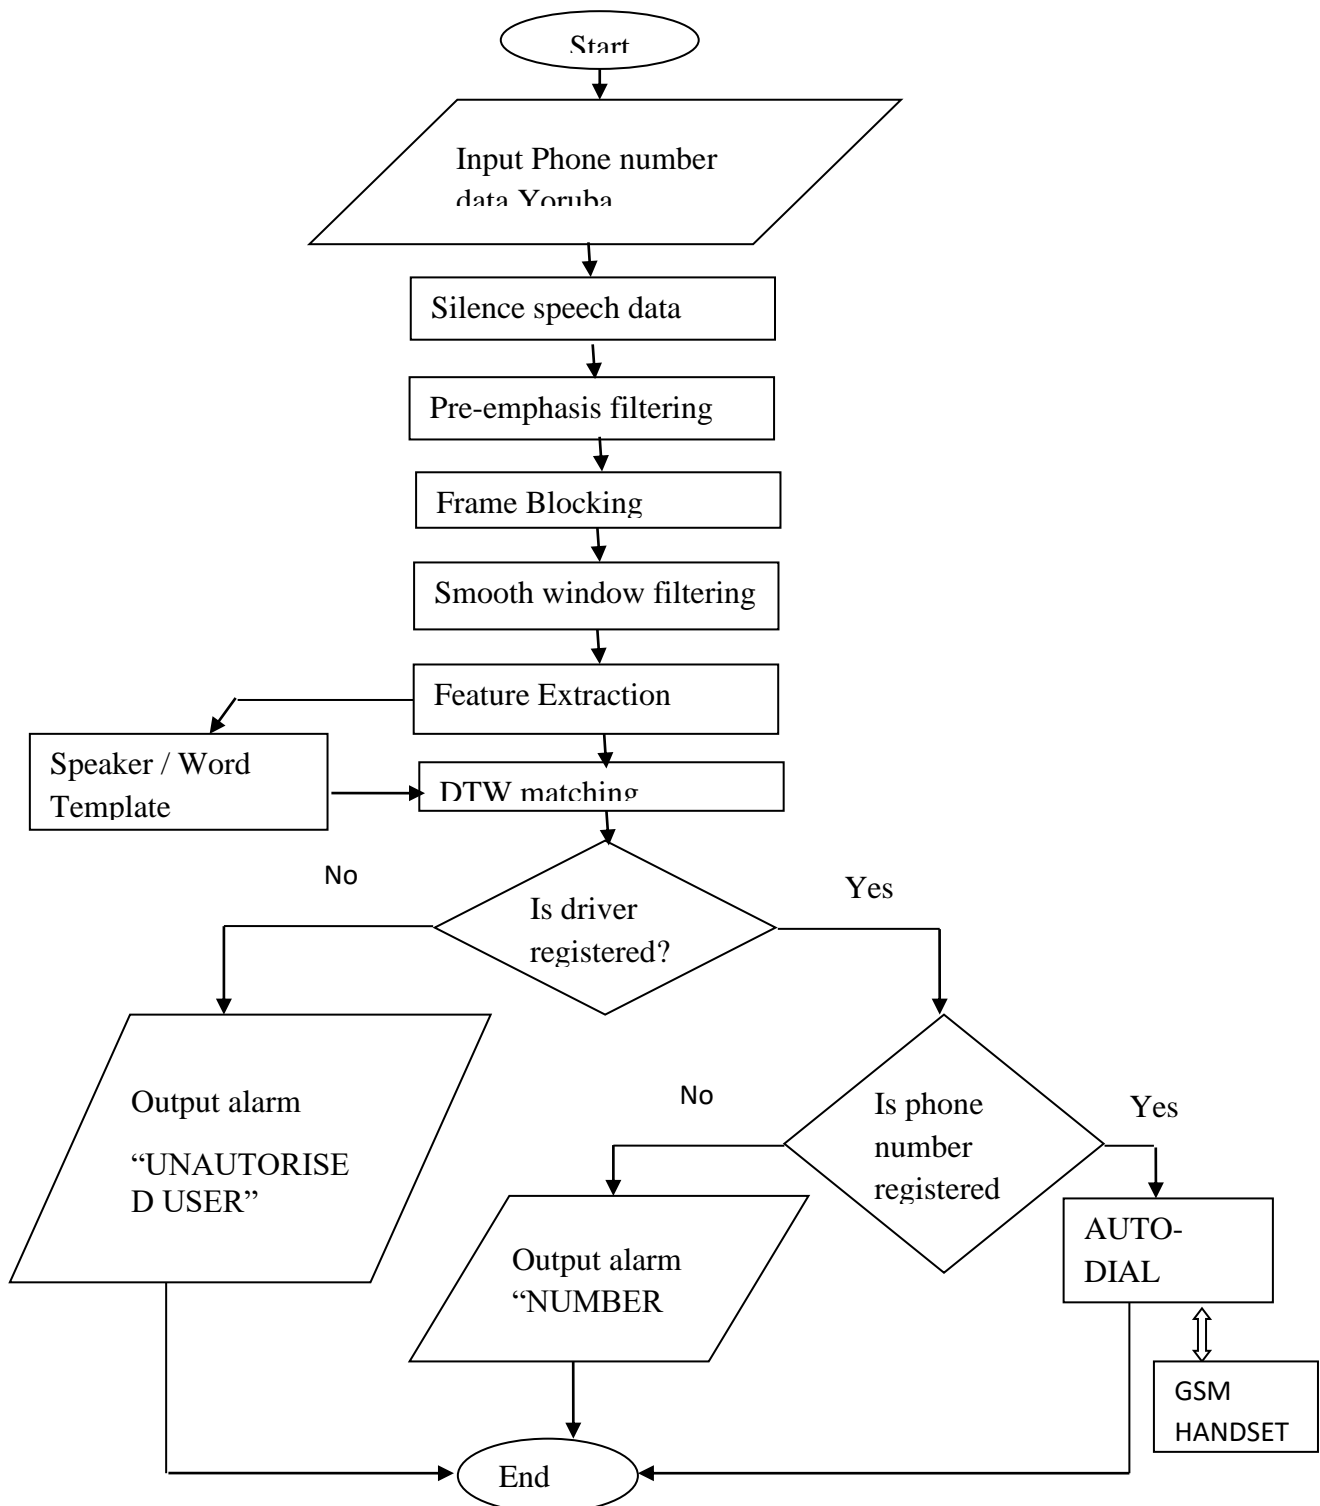 Start
Input Phone number
data Yoruba
Silence speech data
Pre-emphasis filtering
Frame Blocking
Smooth window filtering
Feature Extraction
Speaker / Word
Template
DTW matching
No
Yes
Is driver
registered?
Output alarm
“UNAUTORISE
D USER”
No
Yes
Is phone
number
registered
Output alarm
“NUMBER
AUTO-
DIAL
GSM
HANDSET
End